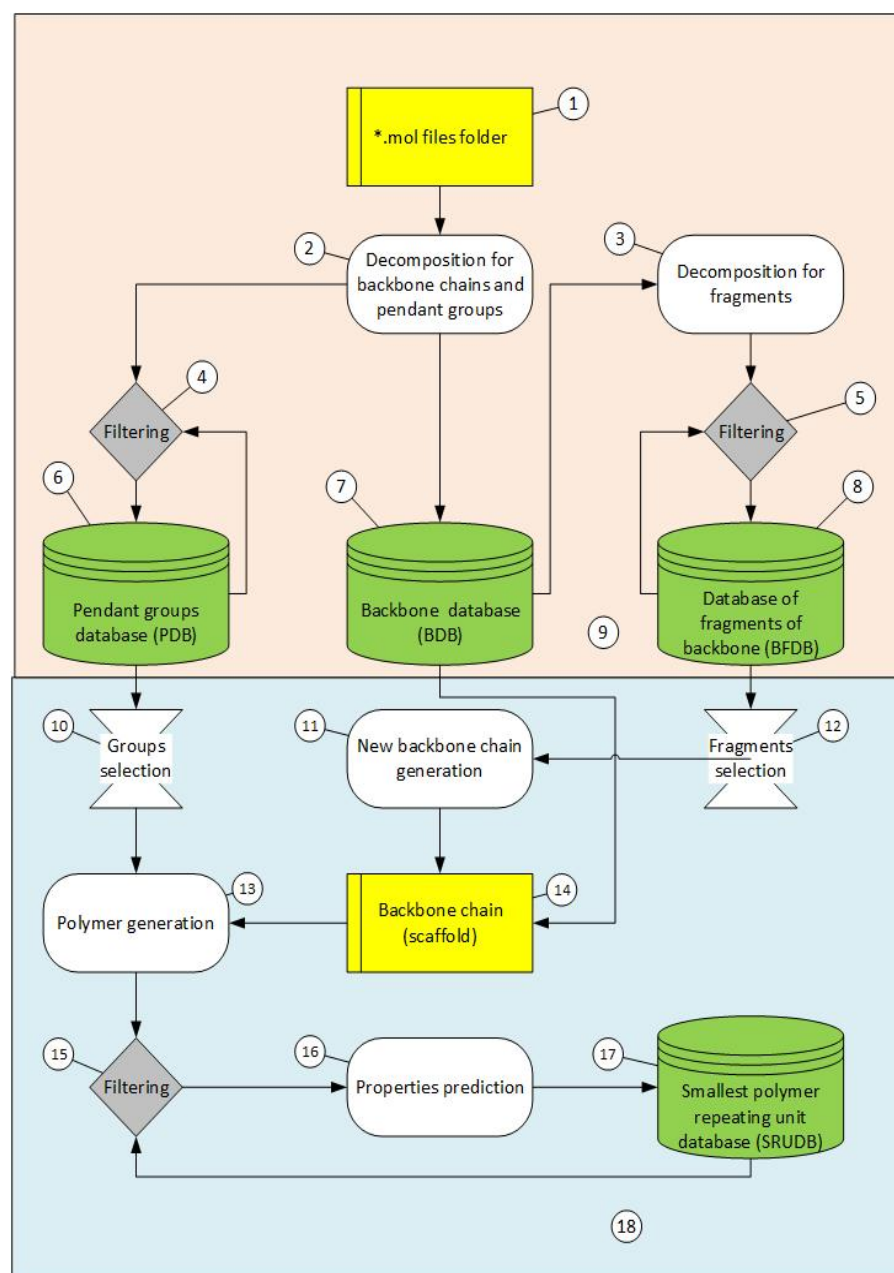 1
*.mol files folder
2
Decomposition for
backbone chains and
pendant groups
3
Decomposition for
fragments
4
Filtering
5
Filtering
6
Pendant groups
database (PDB)
7
Backbone database
(BDB)
8
Database of
fragments of
backbone (BFDB)
9
10
Groups
selection
11
New backbone chain
generation
12
Fragments
selection
13
Polymer generation
14
Backbone chain
(scaffold)
15
Filtering
16
Properties prediction
17
Smallest polymer
repeating unit
database (SRUDB)
18